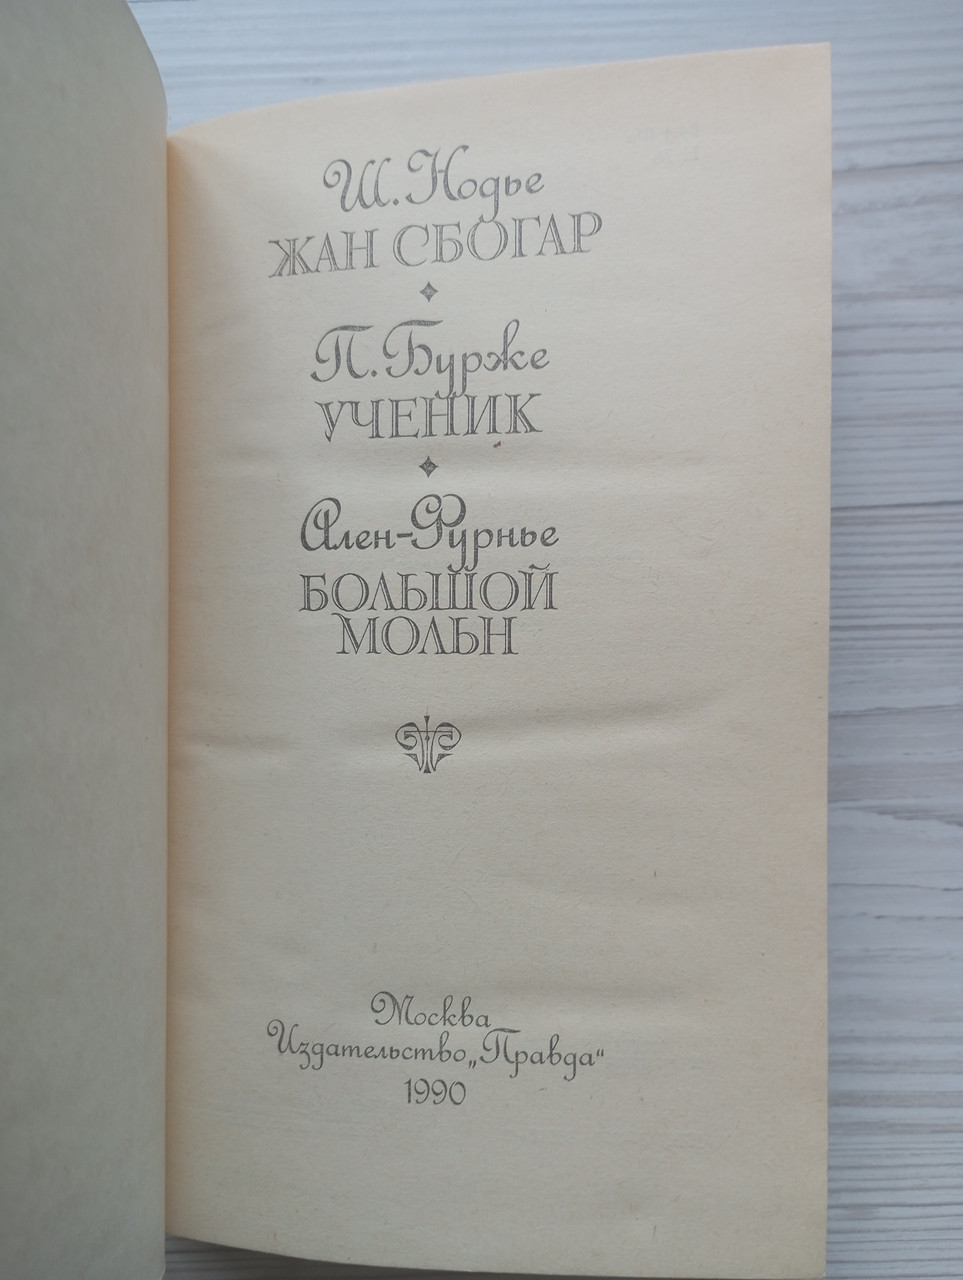 Ш. Нодье
ЖАН СБОГАР
П. Бурже
УЧЕНИК
Ален-Фурнье
БОЛЬШОЙ
МОЛЬН
Москва
Издательство „Правда“
1990